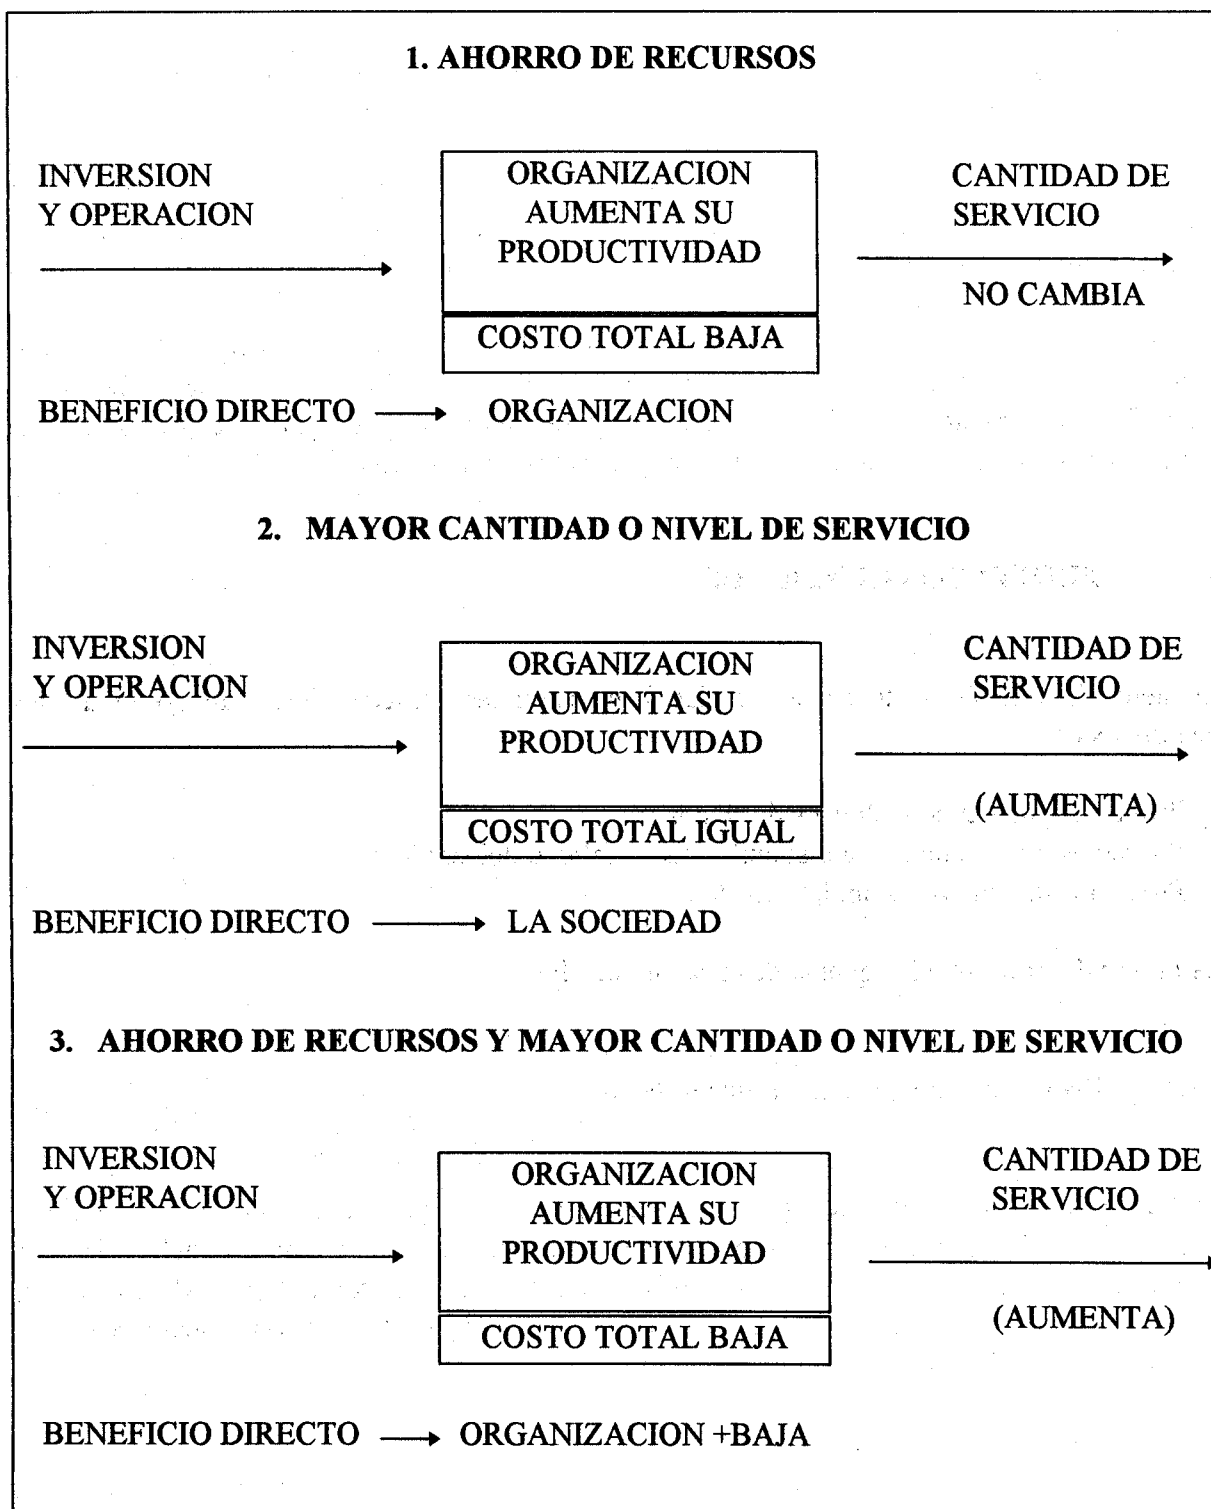 1. AHORRO DE RECURSOS
INVERSION
Y OPERACION
ORGANIZACION
AUMENTA SU
PRODUCTIVIDAD
COSTO TOTAL BAJA
CANTIDAD DE
SERVICIO
NO CAMBIA
BENEFICIO DIRECTO
ORGANIZACION
2. MAYOR CANTIDAD O NIVEL DE SERVICIO
INVERSION
Y OPERACION
ORGANIZACION
AUMENTA SU
PRODUCTIVIDAD
COSTO TOTAL IGUAL
CANTIDAD DE
SERVICIO
(AUMENTA)
BENEFICIO DIRECTO
LA SOCIEDAD
3. AHORRO DE RECURSOS Y MAYOR CANTIDAD O NIVEL DE SERVICIO
INVERSION
Y OPERACION
ORGANIZACION
AUMENTA SU
PRODUCTIVIDAD
COSTO TOTAL BAJA
CANTIDAD DE
SERVICIO
(AUMENTA)
BENEFICIO DIRECTO
ORGANIZACION +BAJA